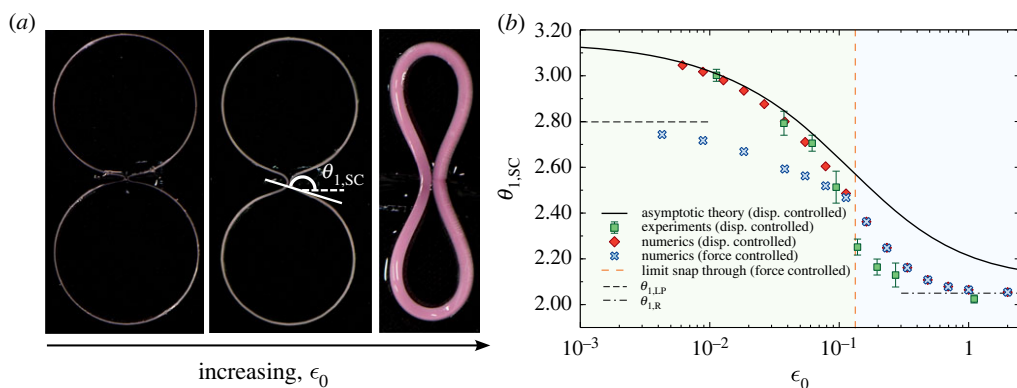 (a)
θ1,SC
increasing, ϵ0
(b)
3.20
3.00
2.80
2.60
2.40
2.20
2.00
θ1,SC
asymptotic theory (disp. controlled)
experiments (disp. controlled)
numerics (disp. controlled)
numerics (force controlled)
limit snap through (force controlled)
θ1,LP
θ1,R
10−3 10−2 10−1 1
ϵ0